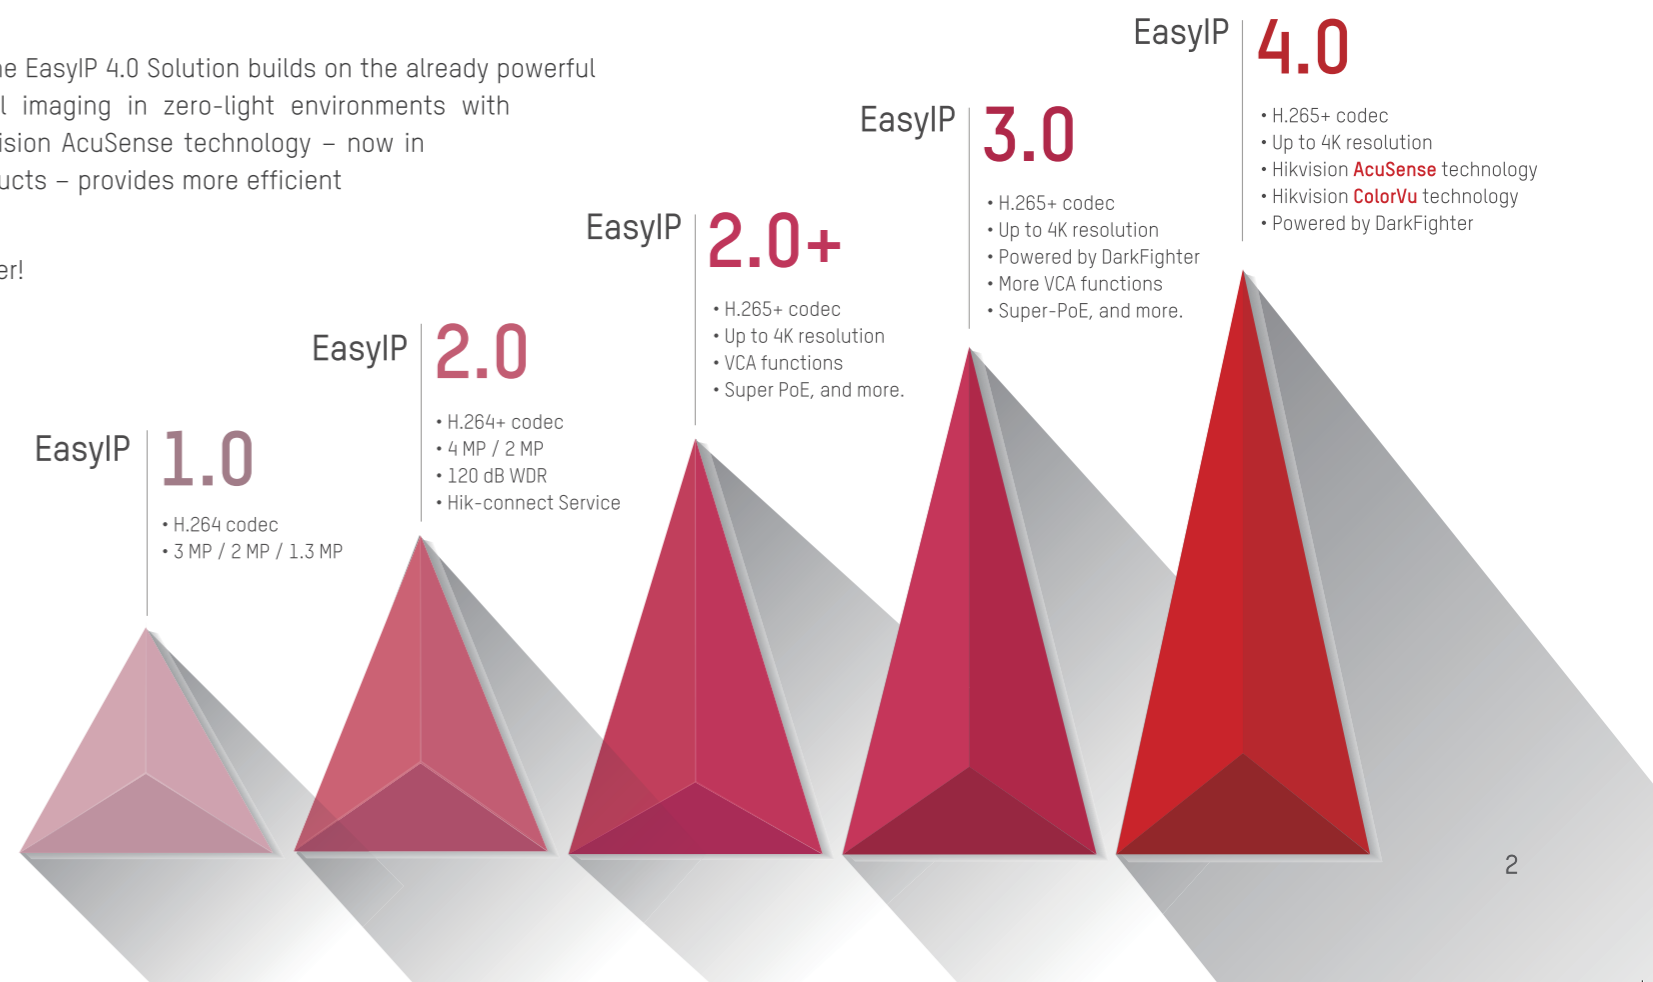 he EasyIP 4.0 Solution builds on the already powerful
l imaging in zero-light environments with
ision AcuSense technology – now in
ucts – provides more efficient
er!
EasyIP 1.0
• H.264 codec
• 3 MP / 2 MP / 1.3 MP
EasyIP 2.0
• H.264+ codec
• 4 MP / 2 MP
• 120 dB WDR
• Hik-connect Service
EasyIP 2.0+
• H.265+ codec
• Up to 4K resolution
• VCA functions
• Super PoE, and more.
EasyIP 3.0
• H.265+ codec
• Up to 4K resolution
• Powered by DarkFighter
• More VCA functions
• Super-PoE, and more.
EasyIP 4.0
• H.265+ codec
• Up to 4K resolution
• Hikvision AcuSense technology
• Hikvision ColorVu technology
• Powered by DarkFighter
2